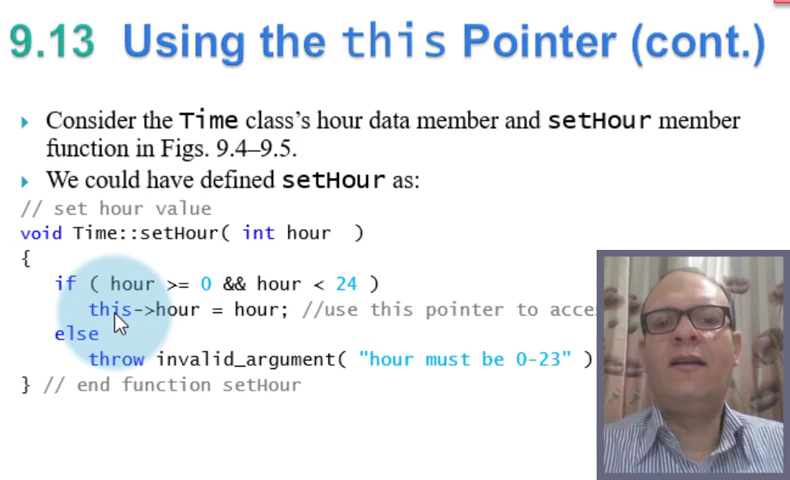 9.13 Using the this Pointer (cont.)
Consider the Time class's hour data member and setHour member
function in Figs. 9.4–9.5.
We could have defined setHour as:
// set hour value
void Time::setHour( int hour )
{
if ( hour >= 0 && hour < 24 )
this->hour = hour; //use this pointer to
else
throw invalid_argument( "hour must be 0-23" )
} // end function setHour